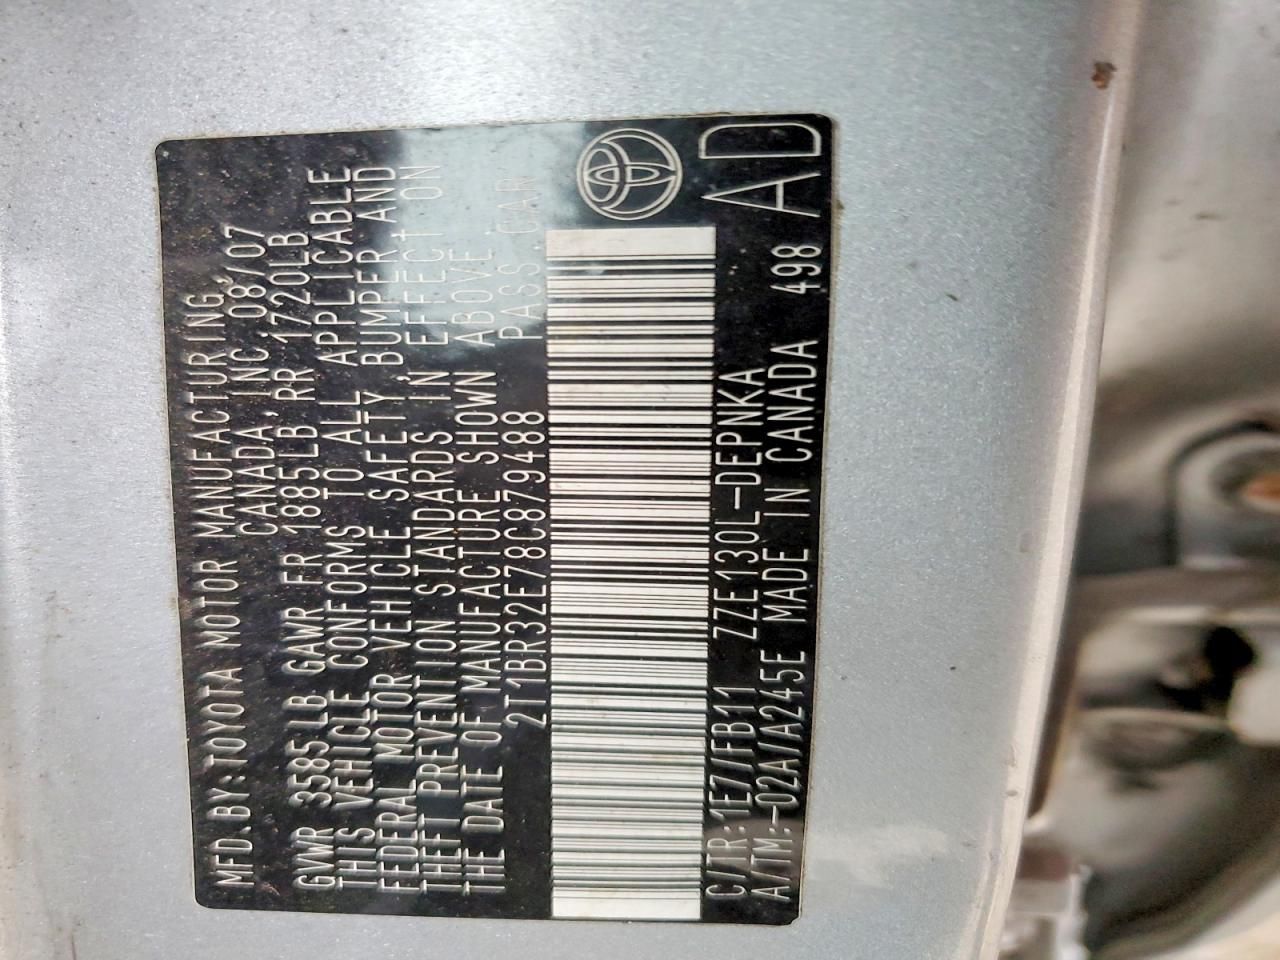 MFD.BY:TOYOTA MOTOR MANUFACTURING,
CANADA, INC 08/07
GVWR 3585LB GAWR FR 1885LB RR 1720LB
THIS VEHICLE CONFORMS TO ALL APPLICABLE
FEDERAL MOTOR VEHICLE SAFETY, BUMPER AND
THEFT PREVENTION STANDARDS IN EFFECT ON
THE DATE OF MANUFACTURE SHOWN ABOVE.
2T1BR32E78C879488 PASS. CAR
C/TR:1E7/FB11 ZZE130L-DEPNKA
A/TM:-02A/A245E MADE IN CANADA 498 AD